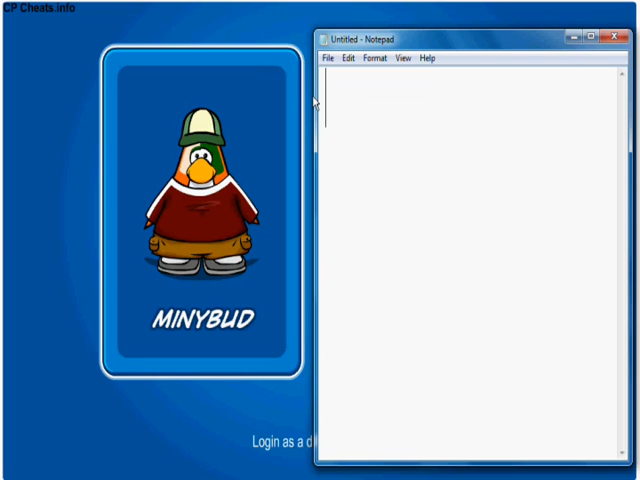 CP Cheats.info
Untitled - Notepad
File Edit Format View Help
MINYBUD
Login as a d